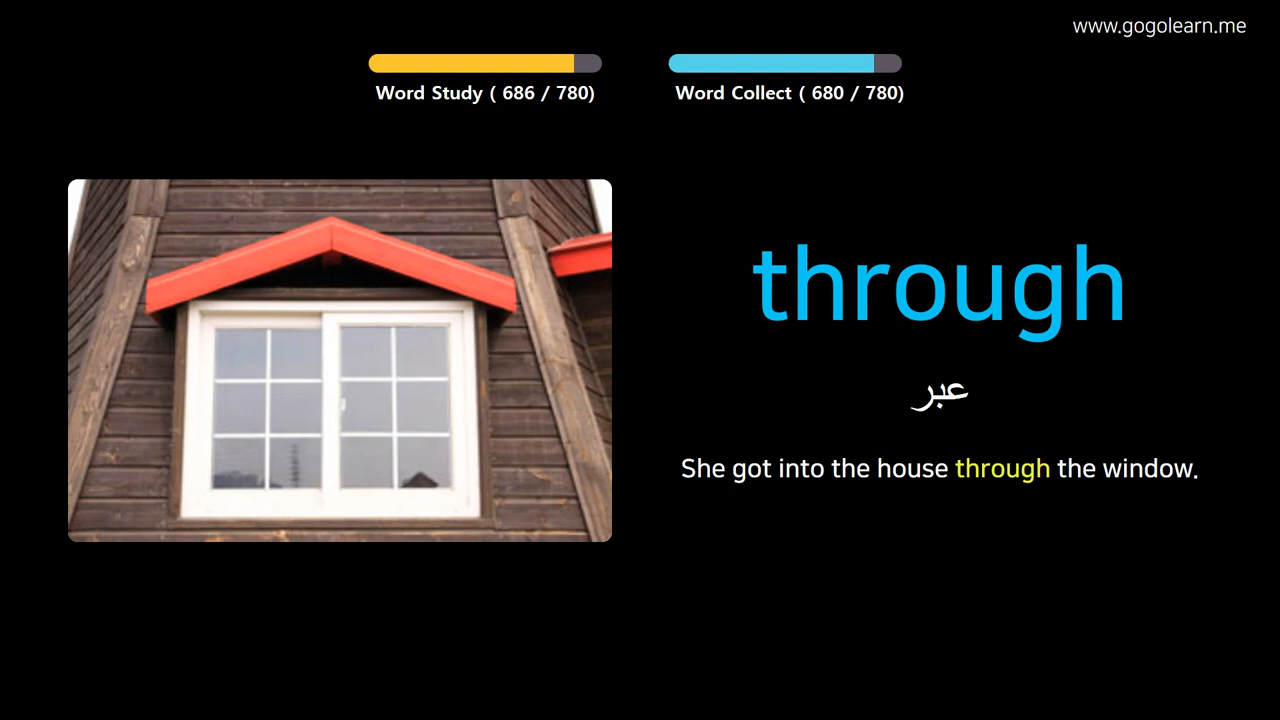 www.gogolearn.me
Word Study ( 686 / 780)
Word Collect ( 680 / 780)
through
عبر
She got into the house through the window.